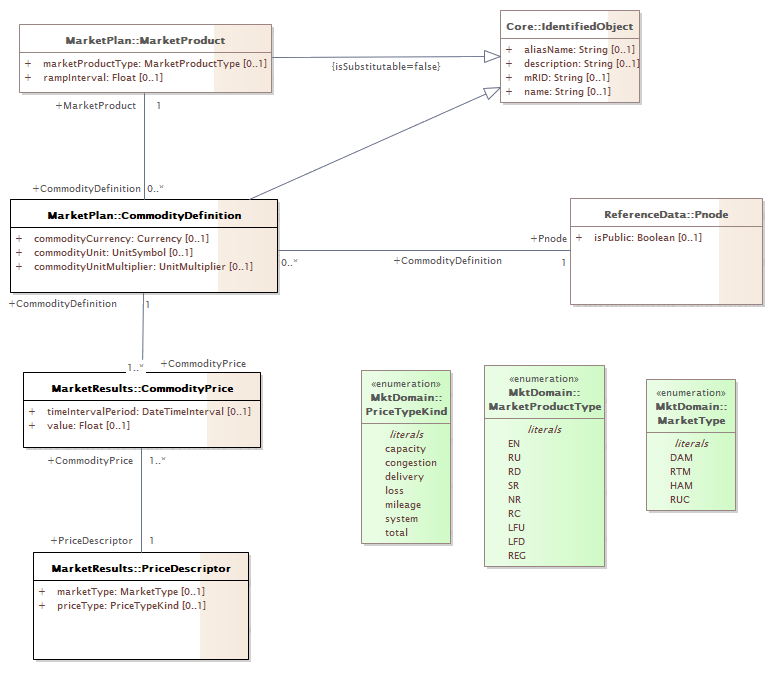 MarketPlan::MarketProduct
+ marketProductType: MarketProductType [0..1]
+ rampInterval: Float [0..1]
Core::IdentifiedObject
+ aliasName: String [0..1]
+ description: String [0..1]
+ mRID: String [0..1]
+ name: String [0..1]
{isSubstitutable=false}
+MarketProduct 1
+CommodityDefinition 0..*
MarketPlan::CommodityDefinition
+ commodityCurrency: Currency [0..1]
+ commodityUnit: UnitSymbol [0..1]
+ commodityUnitMultiplier: UnitMultiplier [0..1]
ReferenceData::Pnode
+ isPublic: Boolean [0..1]
+Pnode
0..* +CommodityDefinition 1
+CommodityDefinition 1
1..* +CommodityPrice
MarketResults::CommodityPrice
+ timeIntervalPeriod: DateTimeInterval [0..1]
+ value: Float [0..1]
+CommodityPrice 1..*
+PriceDescriptor 1
MarketResults::PriceDescriptor
+ marketType: MarketType [0..1]
+ priceType: PriceTypeKind [0..1]
«enumeration»
MktDomain::
PriceTypeKind
literals
capacity
congestion
delivery
loss
mileage
system
total
«enumeration»
MktDomain::
MarketProductType
literals
EN
RU
RD
SR
NR
RC
LFU
LFD
REG
«enumeration»
MktDomain::
MarketType
literals
DAM
RTM
HAM
RUC